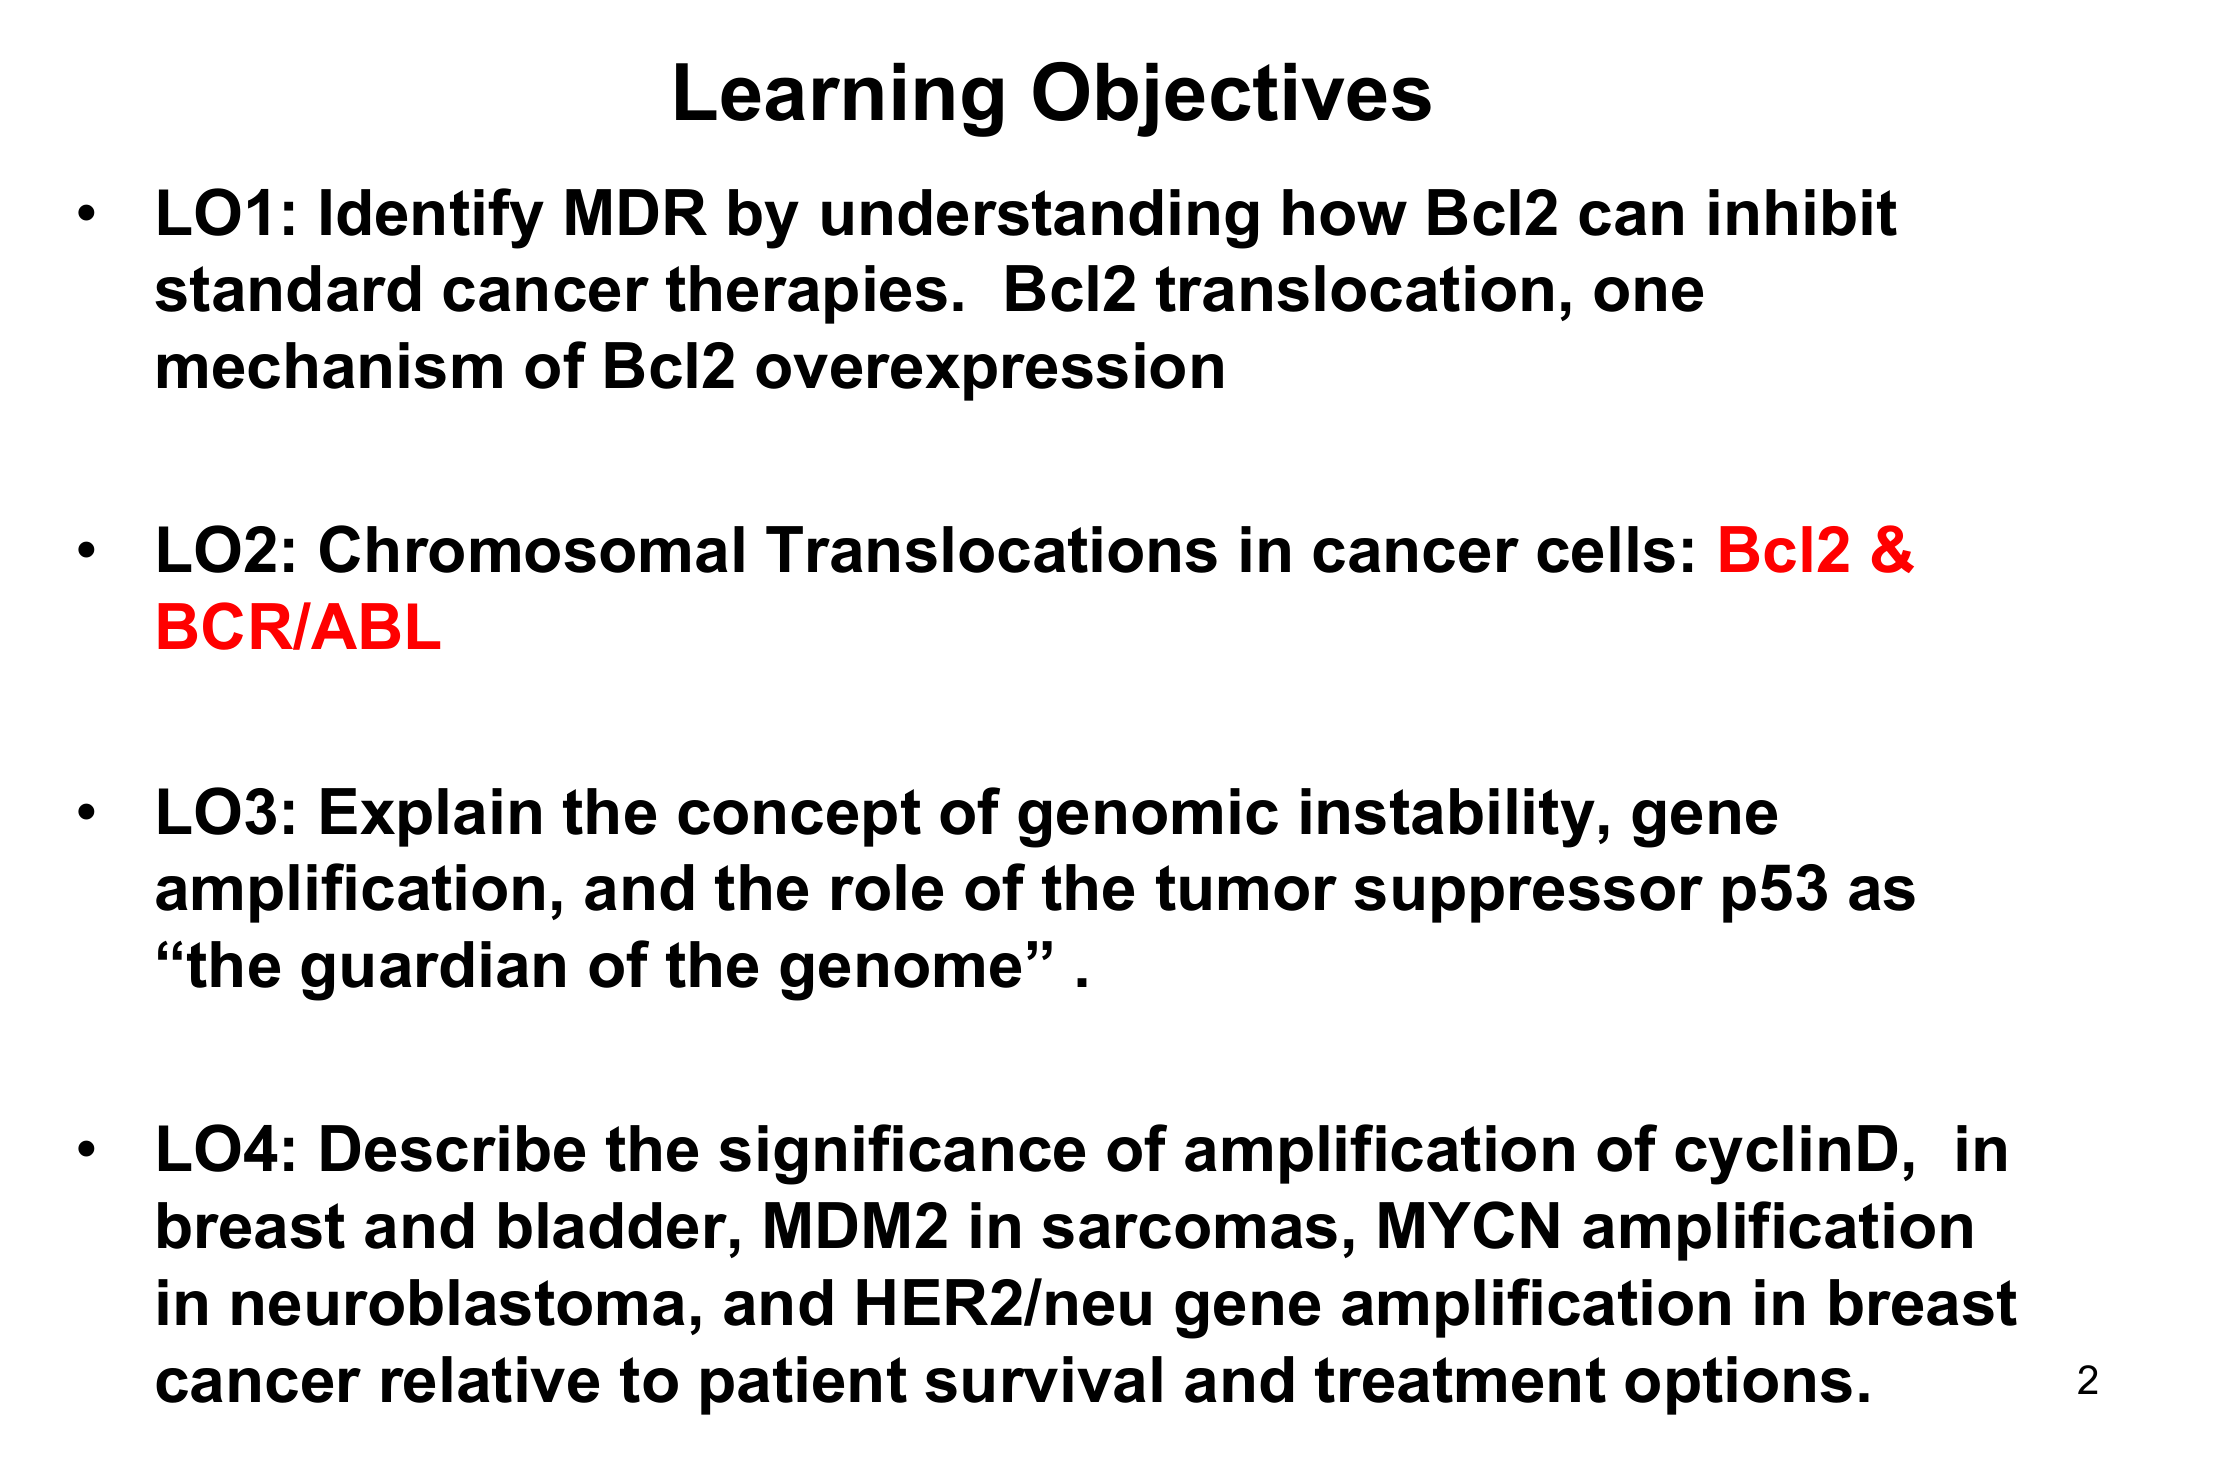 Learning Objectives
• LO1: Identify MDR by understanding how Bcl2 can inhibit
standard cancer therapies.  Bcl2 translocation, one
mechanism of Bcl2 overexpression
• LO2: Chromosomal Translocations in cancer cells: Bcl2 &
BCR/ABL
• LO3: Explain the concept of genomic instability, gene
amplification, and the role of the tumor suppressor p53 as
“the guardian of the genome” .
• LO4: Describe the significance of amplification of cyclinD,  in
breast and bladder, MDM2 in sarcomas, MYCN amplification
in neuroblastoma, and HER2/neu gene amplification in breast
cancer relative to patient survival and treatment options.
2